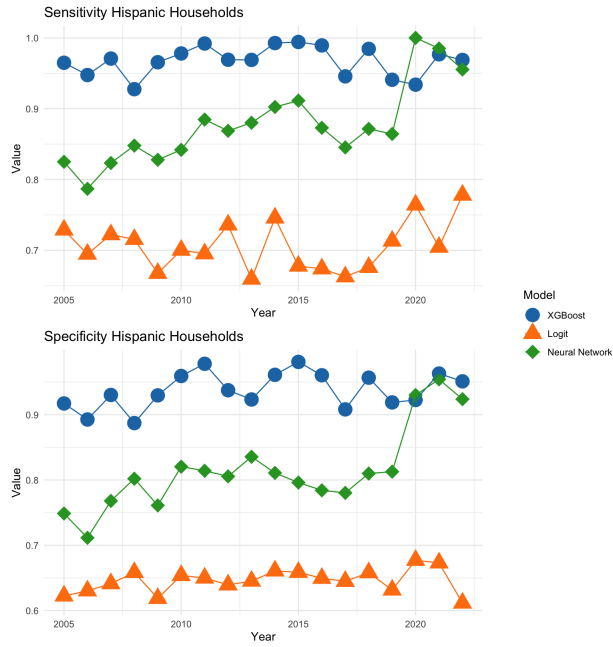 Sensitivity Hispanic Households
1.0
0.9
0.8
0.7
Value
2005 2010 2015 2020
Year
Specificity Hispanic Households
0.9
0.8
0.7
0.6
Value
2005 2010 2015 2020
Year
Model
XGBoost
Logit
Neural Network